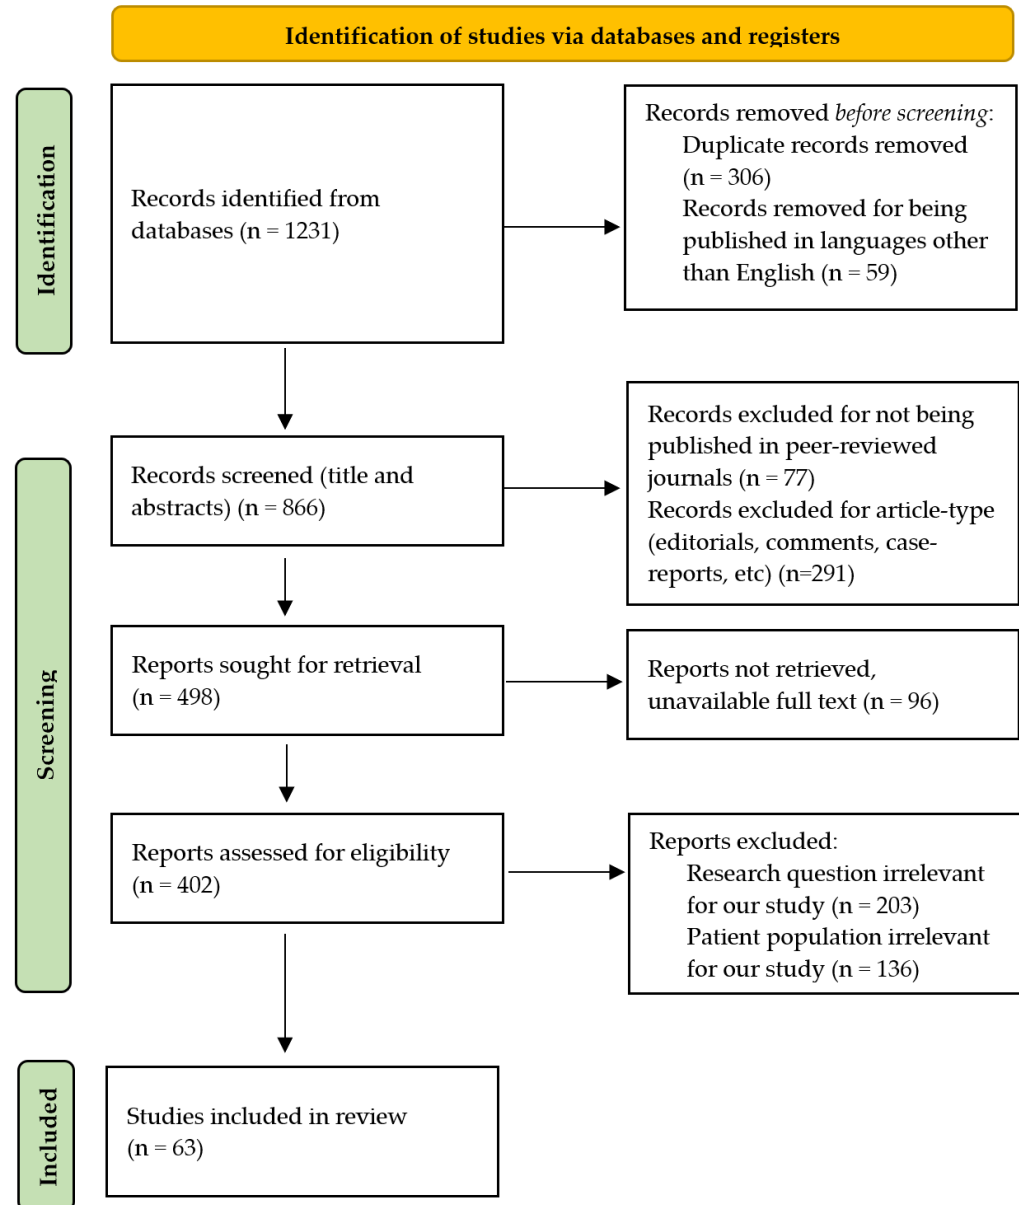 Identification of studies via databases and registers
Identification
Records identified from
databases (n = 1231)
Records removed before screening:
Duplicate records removed
(n = 306)
Records removed for being
published in languages other
than English (n = 59)
Screening
Records screened (title and
abstracts) (n = 866)
Records excluded for not being
published in peer-reviewed
journals (n = 77)
Records excluded for article-type
(editorials, comments, case-
reports, etc) (n=291)
Reports sought for retrieval
(n = 498)
Reports not retrieved,
unavailable full text (n = 96)
Reports assessed for eligibility
(n = 402)
Reports excluded:
Research question irrelevant
for our study (n = 203)
Patient population irrelevant
for our study (n = 136)
Included
Studies included in review
(n = 63)